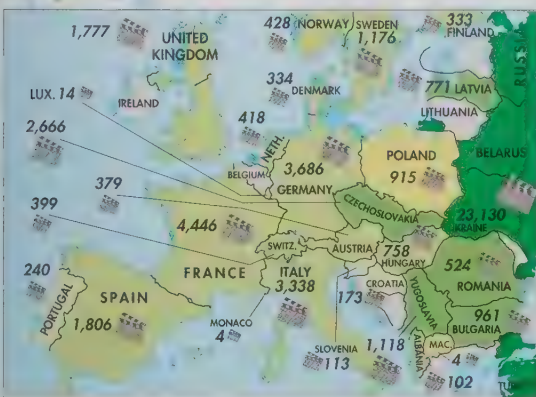 1,777
UNITED
KINGDOM
428
NORWAY
SWEDEN
1,176
333
FINLAND
RUSSIA
LUX. 14
IRELAND
334
DENMARK
771 LATVIA
LITHUANIA
2,666
418
NETH.
BELGIUM
3,686
GERMANY
POLAND
915
BELARUS
379
399
4,446
CZECHOSLOVAKIA
23,130
KRAINE
SWITZ.
AUSTRIA
758
HUNGARY
240
FRANCE
ITALY
3,338
CROATIA
173
524
ROMANIA
PORTUGAL
SPAIN
1,806
MONACO
4
YUGOSLAVIA
961
BULGARIA
SLOVENIA
113
1,118
ALBANIA
MAC.
4
102
TU